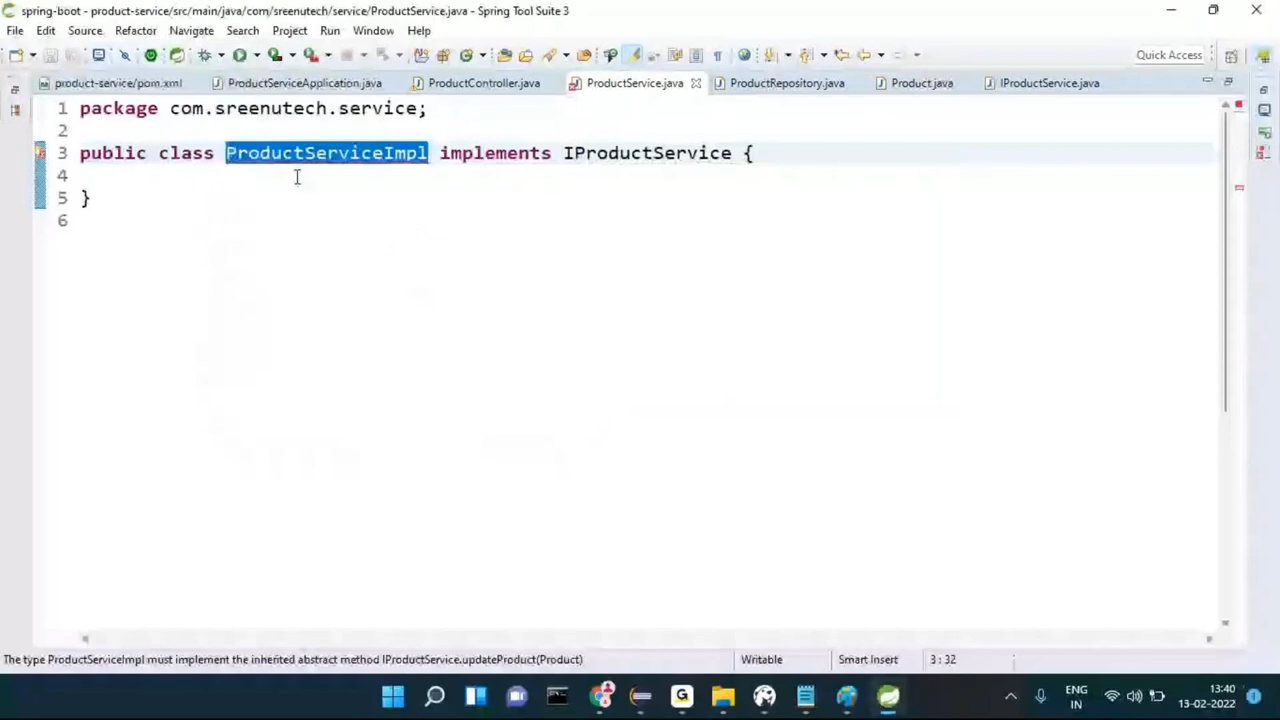 spring-boot - product-service/src/main/java/com/sreenutech/service/ProductService.java - Spring Tool Suite 3
File Edit Source Refactor Navigate Search Project Run Window Help
Quick Access
product-service/pom.xml ProductServiceApplication.java ProductController.java ProductService.java ProductRepository.java Product.java IProductService.java
1 package com.sreenutech.service;
2
3 public class ProductServiceImpl implements IProductService {
4
5 }
6
The type ProductServiceImpl must implement the inherited abstract method IProductService.updateProduct(Product) Writable Smart Insert 3 : 32
ENG 13:40
IN 13-02-2022